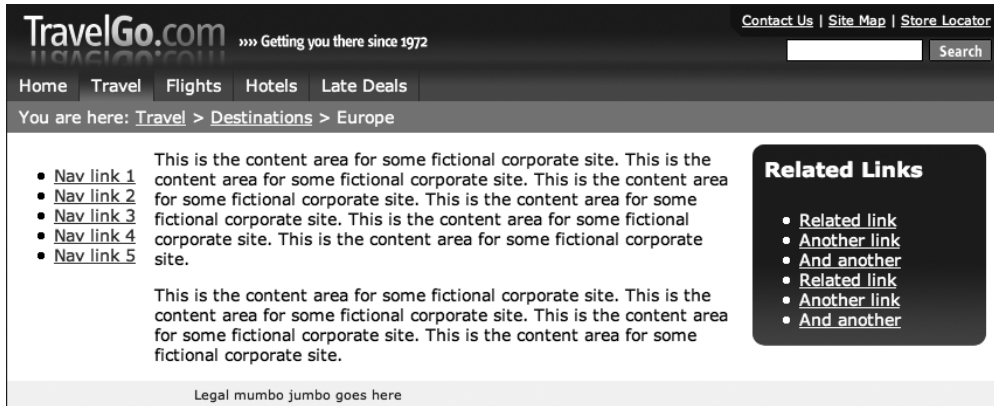 TravelGo.com »»» Getting you there since 1972
Contact Us | Site Map | Store Locator
Search
Home Travel Flights Hotels Late Deals
You are here: Travel > Destinations > Europe
• Nav link 1
• Nav link 2
• Nav link 3
• Nav link 4
• Nav link 5
This is the content area for some fictional corporate site. This is the
content area for some fictional corporate site. This is the content area
for some fictional corporate site. This is the content area for some
fictional corporate site. This is the content area for some fictional
corporate site. This is the content area for some fictional corporate
site.
This is the content area for some fictional corporate site. This is the
content area for some fictional corporate site. This is the content area
for some fictional corporate site. This is the content area for some
fictional corporate site.
Related Links
• Related link
• Another link
• And another
• Related link
• Another link
• And another
Legal mumbo jumbo goes here